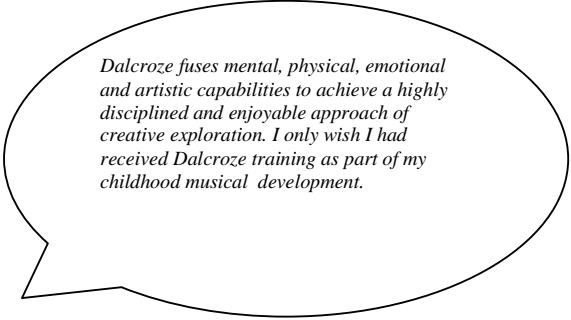 Dalcroze fuses mental, physical, emotional
and artistic capabilities to achieve a highly
disciplined and enjoyable approach of
creative exploration. I only wish I had
received Dalcroze training as part of my
childhood musical  development.